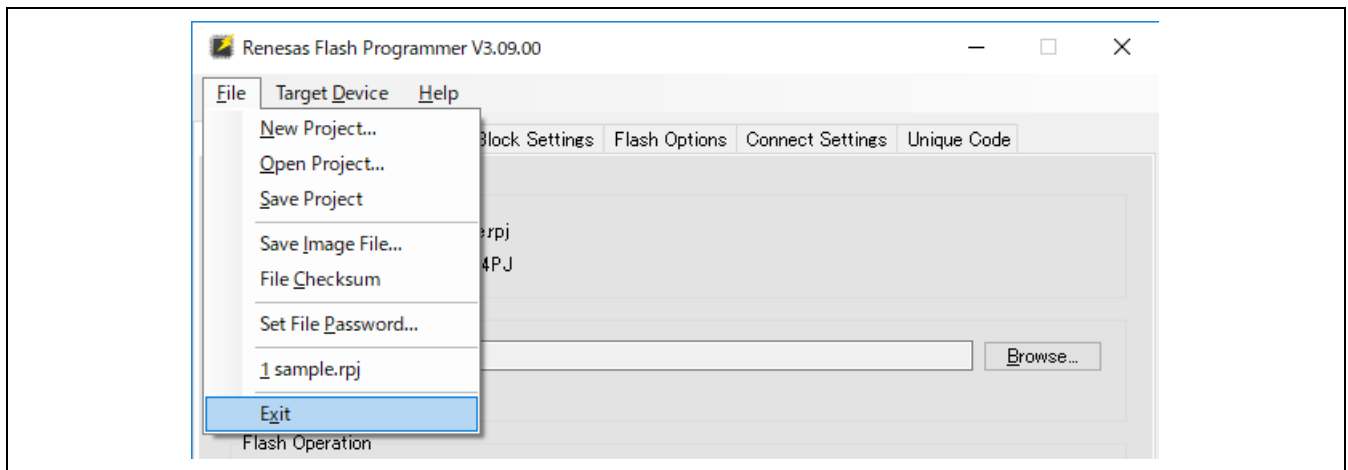 Renesas Flash Programmer V3.09.00
File Target Device Help
New Project...
Block Settings Flash Options Connect Settings Unique Code
Open Project...
Save Project
e.rpj
Save Image File...
4PJ
File Checksum
Set File Password...
Browse...
1 sample.rpj
Exit
Flash Operation